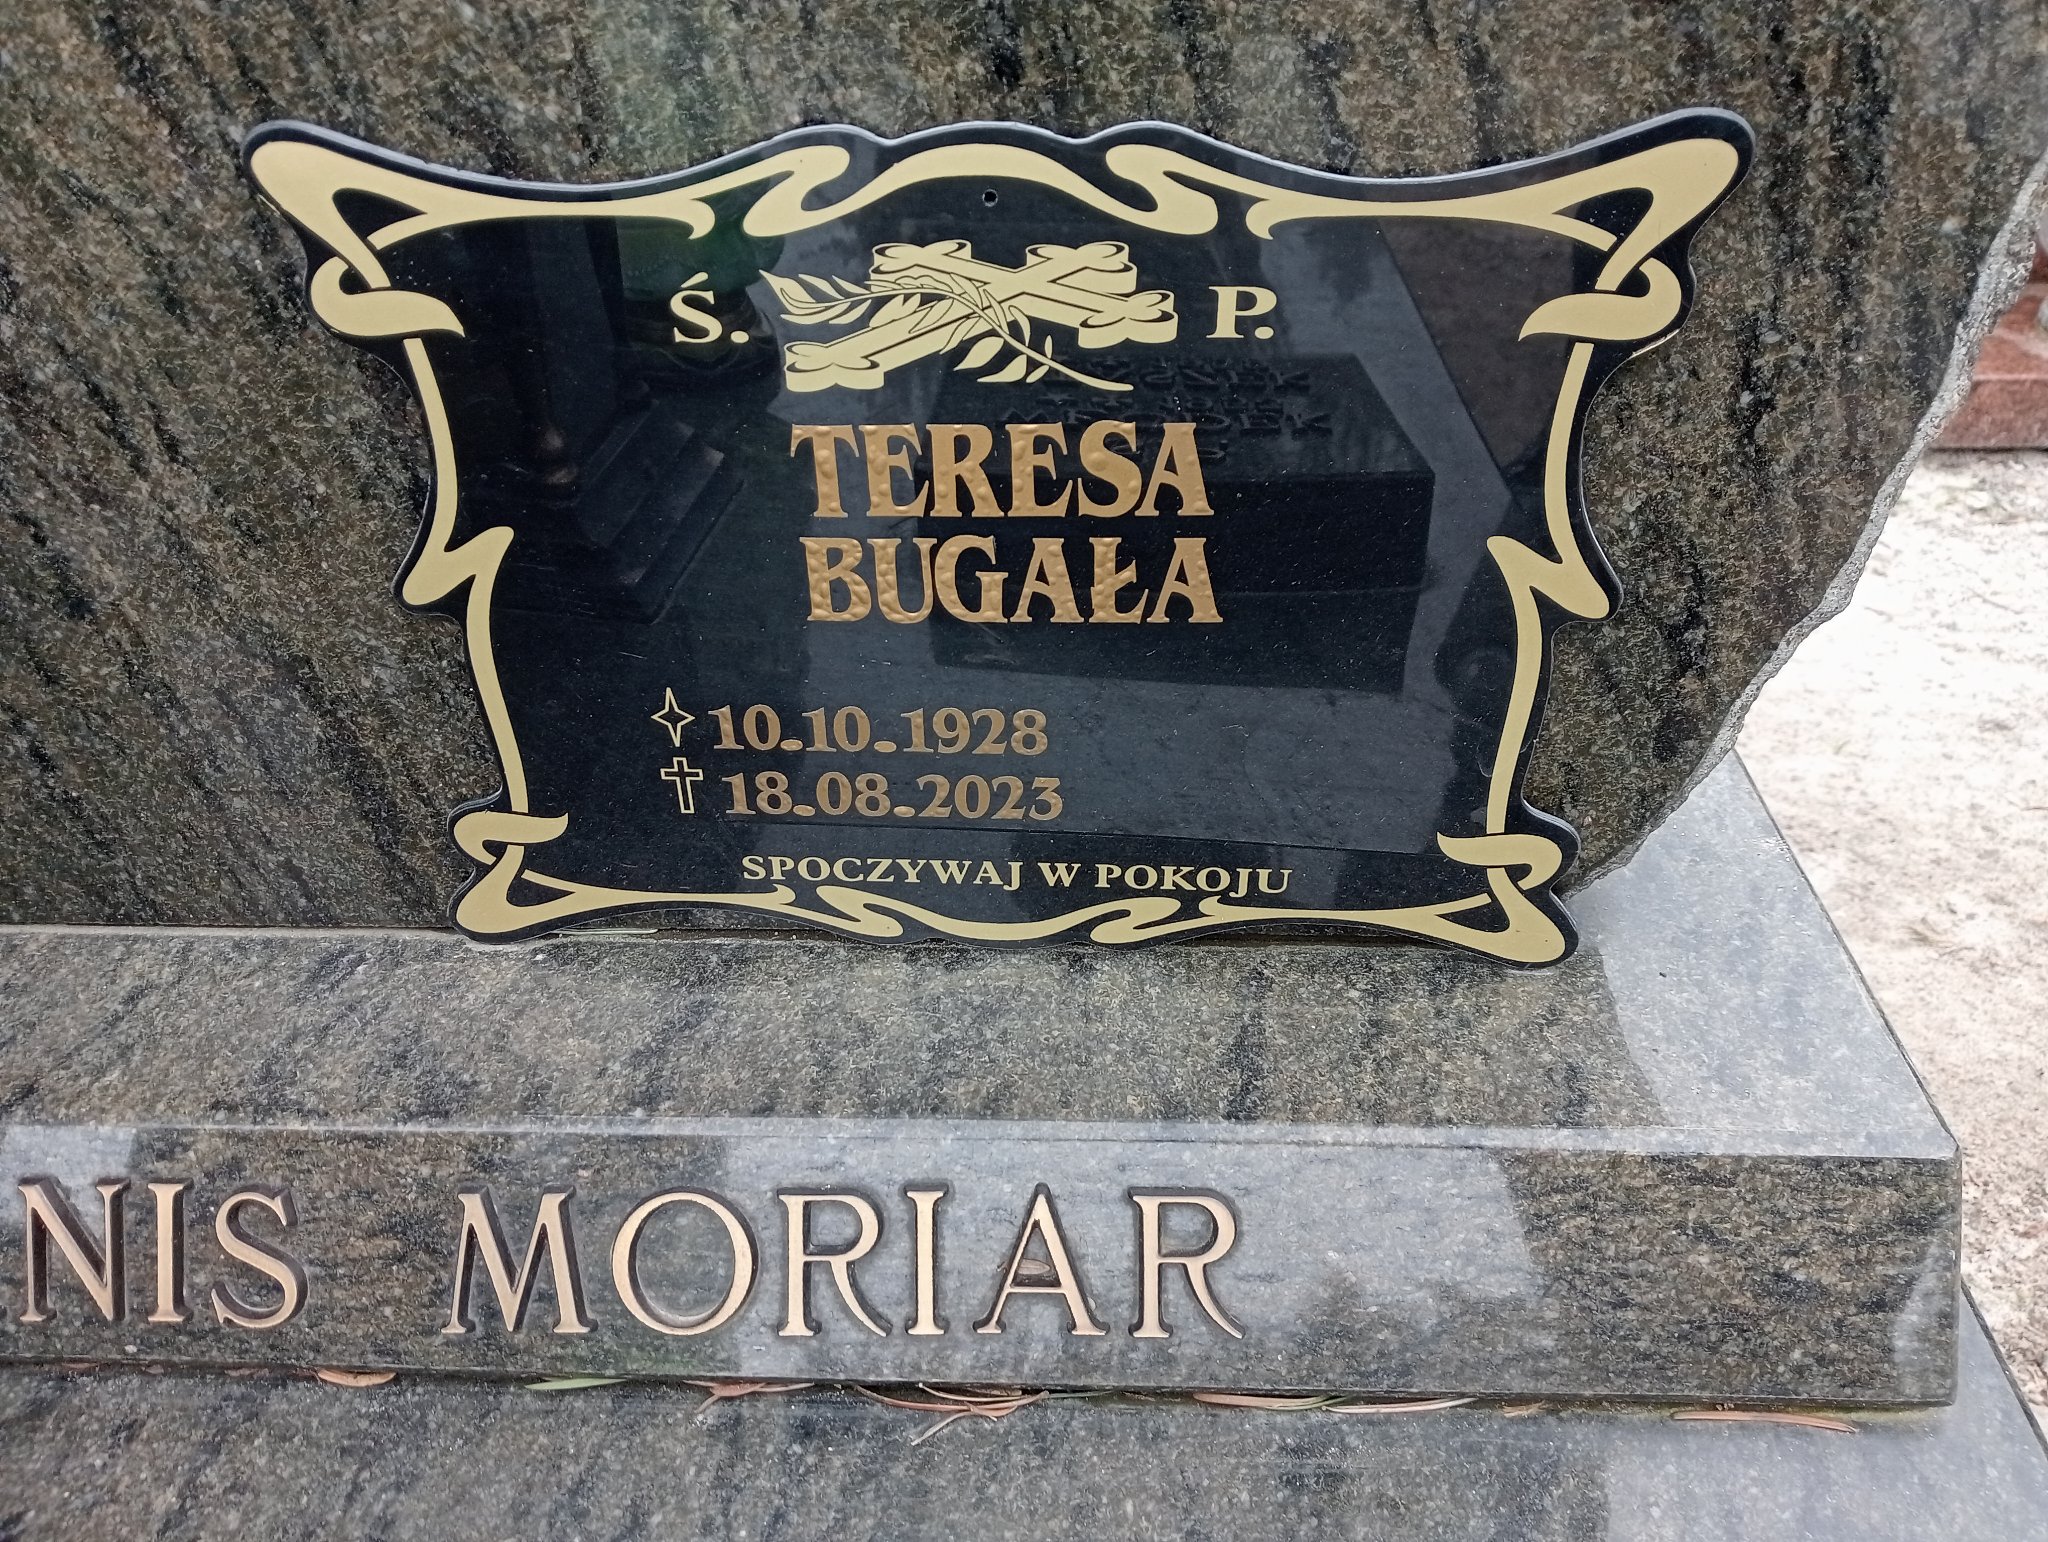 Ś. P.
TERESA
BUGAŁA
10.10.1928
18.08.2023
SPOCZYWAJ W POKOJU
NIS MORIAR